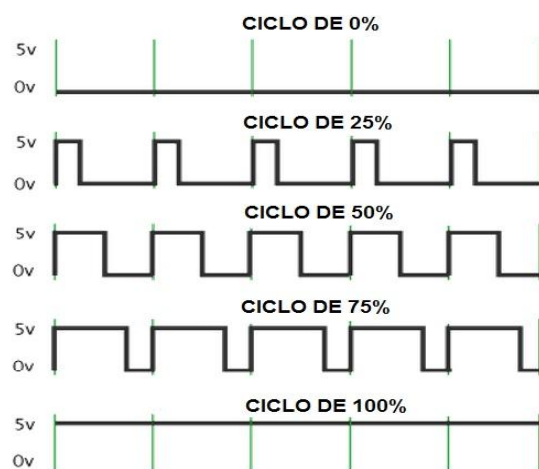 CICLO DE 0%
5v
0v
CICLO DE 25%
5v
0v
CICLO DE 50%
5v
0v
CICLO DE 75%
5v
0v
CICLO DE 100%
5v
0v